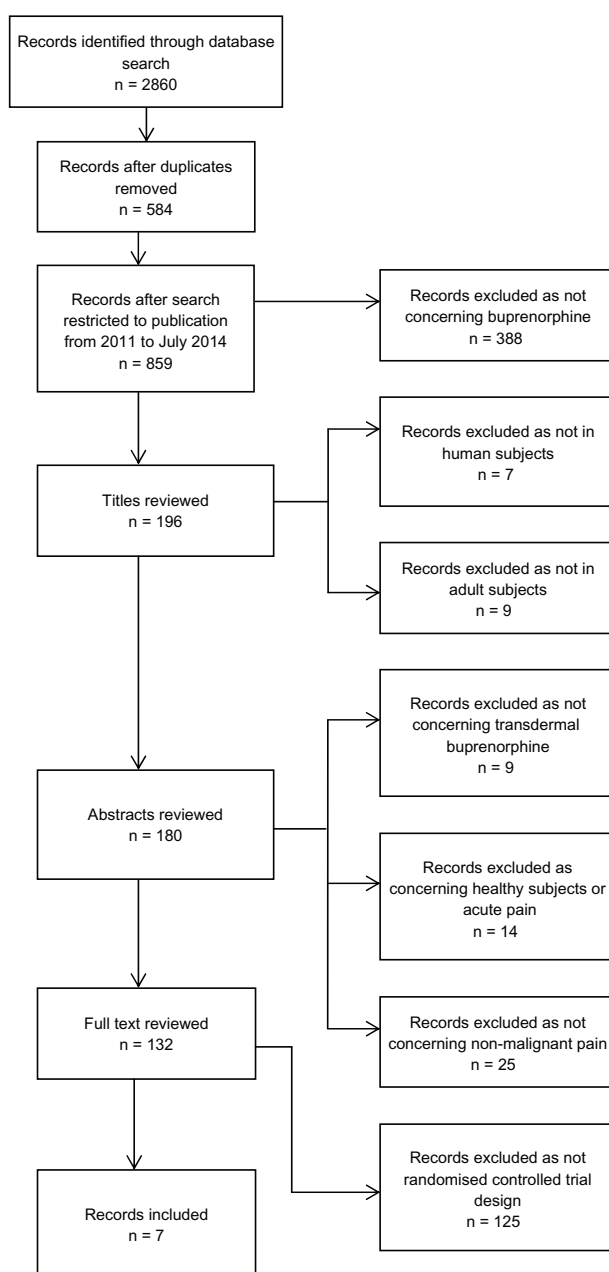 Records identified through database
search
n = 2860
Records after duplicates
removed
n = 584
Records after search
restricted to publication
from 2011 to July 2014
n = 859
Records excluded as not
concerning buprenorphine
n = 388
Titles reviewed
n = 196
Records excluded as not in
human subjects
n = 7
Records excluded as not in
adult subjects
n = 9
Abstracts reviewed
n = 180
Records excluded as not
concerning transdermal
buprenorphine
n = 9
Records excluded as
concerning healthy subjects or
acute pain
n = 14
Records excluded as not
concerning non-malignant pain
n = 25
Full text reviewed
n = 132
Records excluded as not
randomised controlled trial
design
n = 125
Records included
n = 7